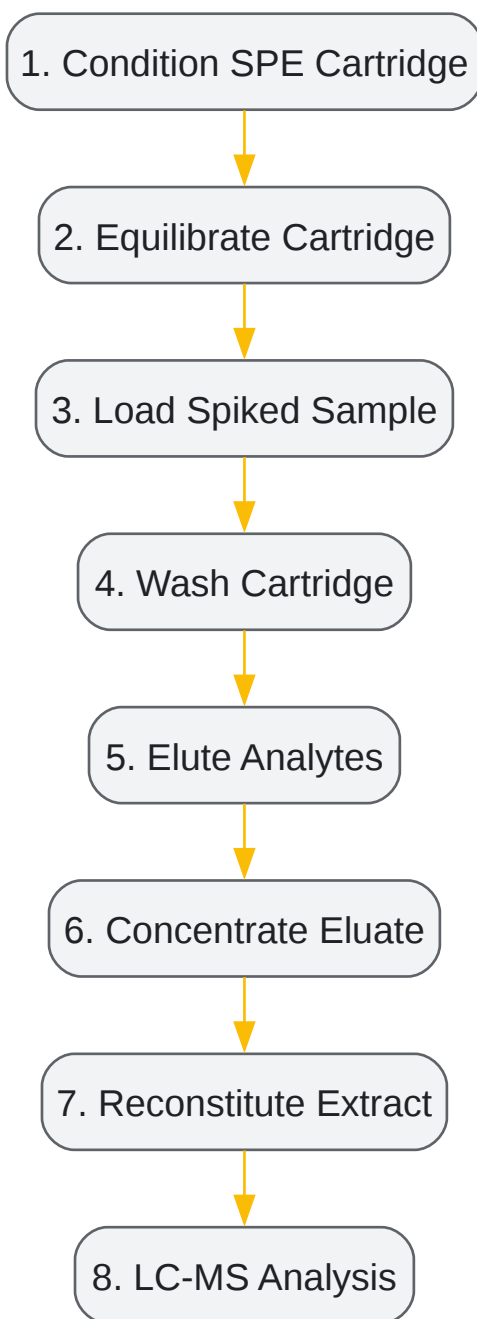 1. Condition SPE Cartridge
2. Equilibrate Cartridge
3. Load Spiked Sample
4. Wash Cartridge
5. Elute Analytes
6. Concentrate Eluate
7. Reconstitute Extract
8. LC-MS Analysis